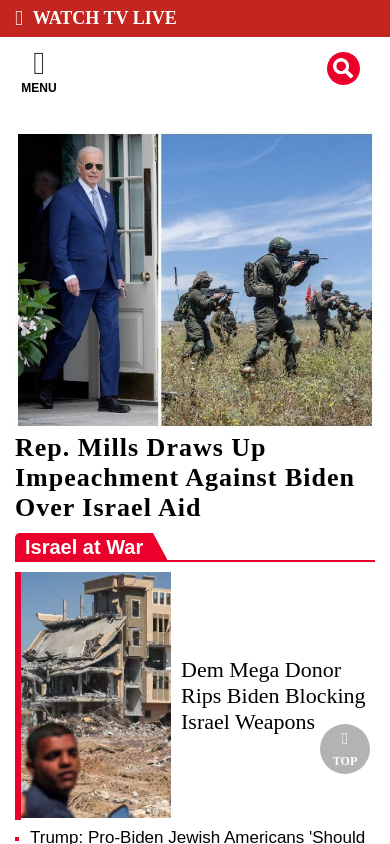 WATCH TV LIVE
MENU
Rep. Mills Draws Up
Impeachment Against Biden
Over Israel Aid
Israel at War
Dem Mega Donor
Rips Biden Blocking
Israel Weapons
TOP
Trump: Pro-Biden Jewish Americans 'Should